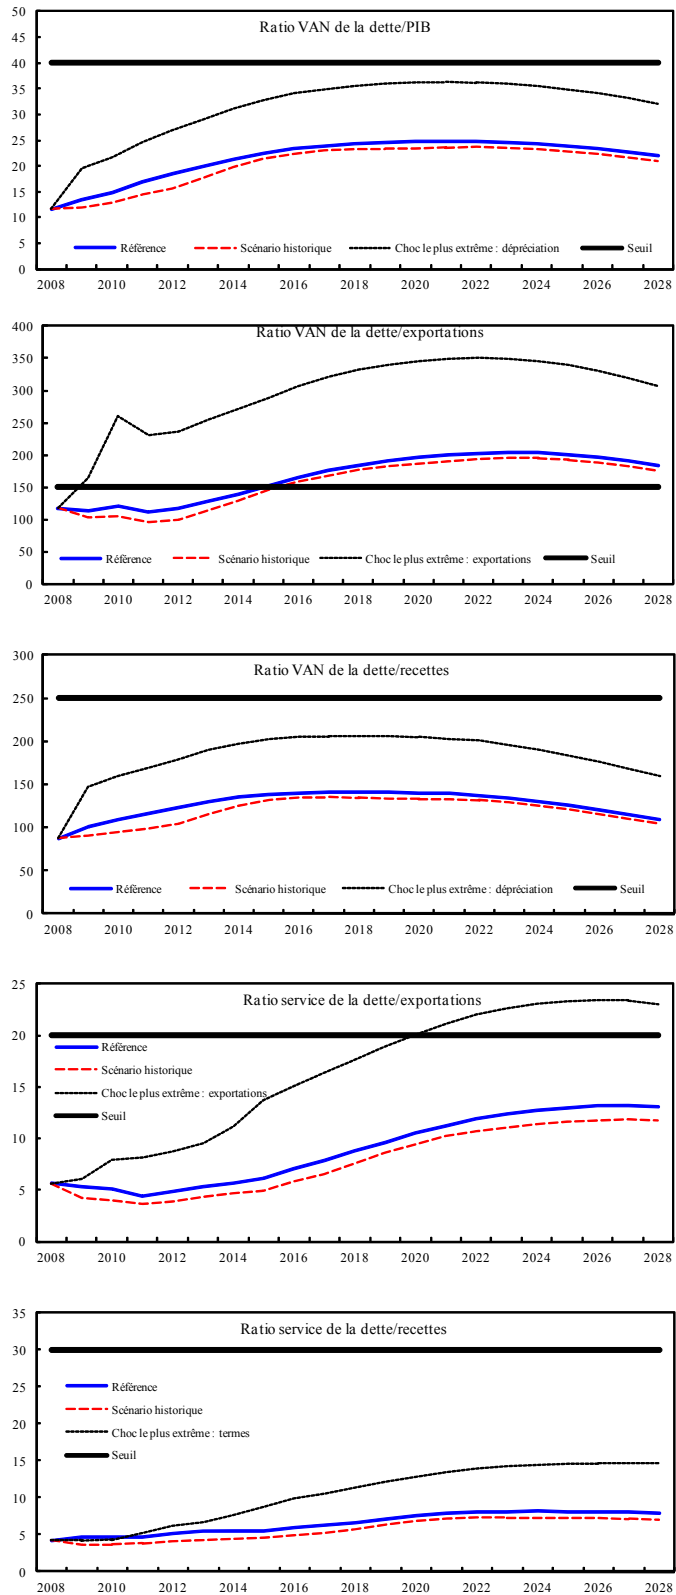 Ratio VAN de la dette/PIB
50
45
40
35
30
25
20
15
10
5
0
Référence Scénario historique Choc le plus extrême : dépréciation Seuil
2008 2010 2012 2014 2016 2018 2020 2022 2024 2026 2028
Ratio VAN de la dette/exportations
400
350
300
250
200
150
100
50
0
Référence Scénario historique Choc le plus extrême : exportations Seuil
2008 2010 2012 2014 2016 2018 2020 2022 2024 2026 2028
Ratio VAN de la dette/recettes
300
250
200
150
100
50
0
Référence Scénario historique Choc le plus extrême : dépréciation Seuil
2008 2010 2012 2014 2016 2018 2020 2022 2024 2026 2028
Ratio service de la dette/exportations
25
20
15
10
5
0
Référence
Scénario historique
Choc le plus extrême : exportations
Seuil
2008 2010 2012 2014 2016 2018 2020 2022 2024 2026 2028
Ratio service de la dette/recettes
35
30
25
20
15
10
5
0
Référence
Scénario historique
Choc le plus extrême : termes
Seuil
2008 2010 2012 2014 2016 2018 2020 2022 2024 2026 2028